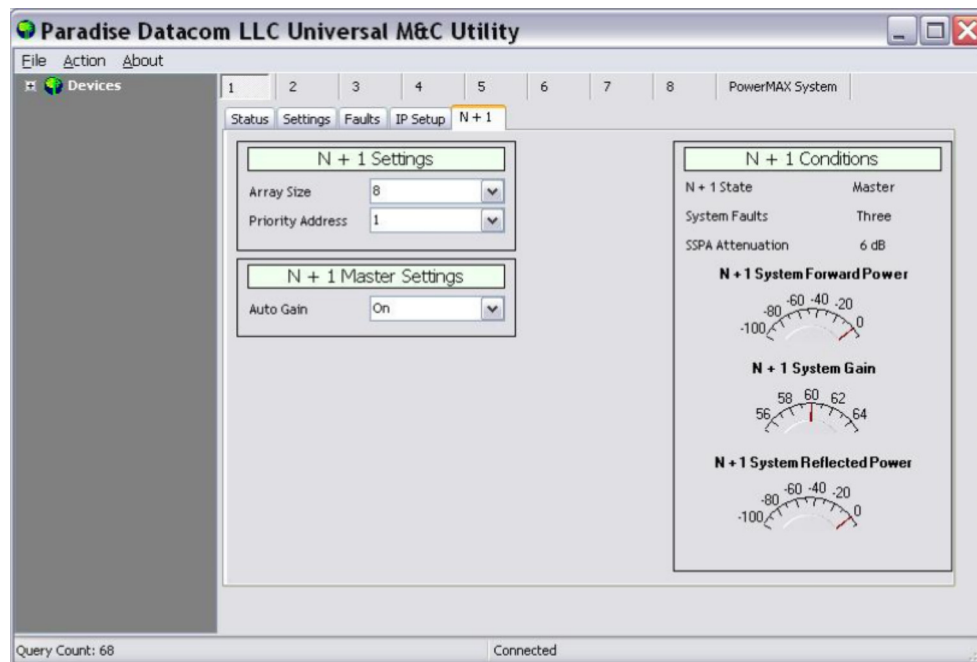 Paradise Datacom LLC Universal M&C Utility
File Action About
Devices
1 2 3 4 5 6 7 8 PowerMAX System
Status Settings Faults IP Setup N + 1
N + 1 Settings
Array Size 8
Priority Address 1
N + 1 Master Settings
Auto Gain On
N + 1 Conditions
N + 1 State Master
System Faults Three
SSPA Attenuation 6 dB
N + 1 System Forward Power
-100 -80 -60 -40 -20 0
N + 1 System Gain
56 58 60 62 64
N + 1 System Reflected Power
-100 -80 -60 -40 -20 0
Query Count: 68 Connected